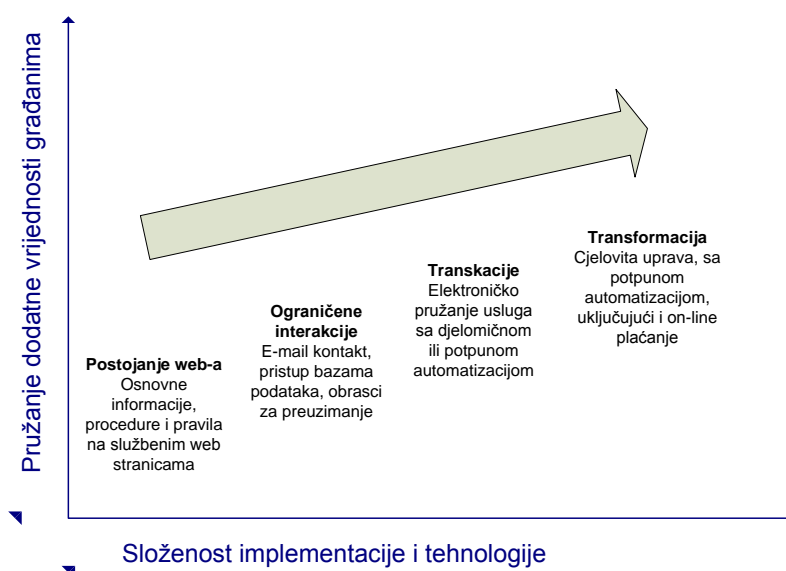 Pružanje dodatne vrijednosti građanima
Postojanje web-a
Osnovne
informacije,
procedure i pravila
na službenim web
stranicama
Ograničene
interakcije
E-mail kontakt,
pristup bazama
podataka, obrasci
za preuzimanje
Transkacije
Elektroničko
pružanje usluga
sa djelomičnom
ili potpunom
automatizacijom
Transformacija
Cjelovita uprava, sa
potpunom
automatizacijom,
uključujući i on-line
plaćanje
Složenost implementacije i tehnologije